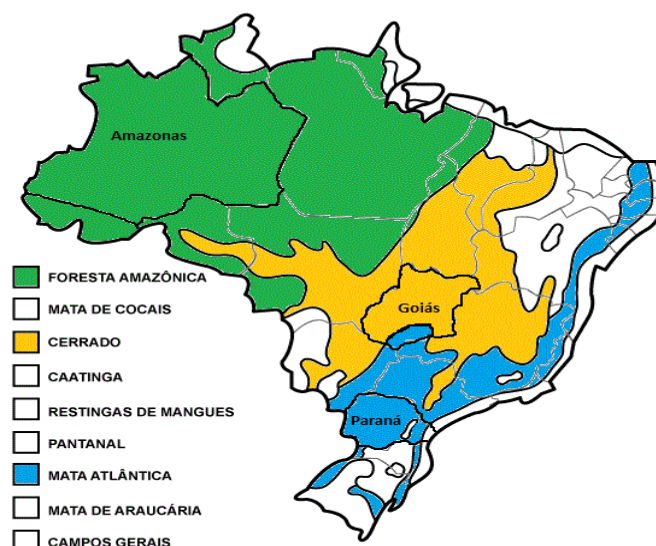 Amazonas
FORESTA AMAZÔNICA
MATA DE COCAIS
Goiás
CERRADO
CAATINGA
RESTINGAS DE MANGUES
Paraná
PANTANAL
MATA ATLÂNTICA
MATA DE ARAUCÁRIA
CAMPOS GERAIS